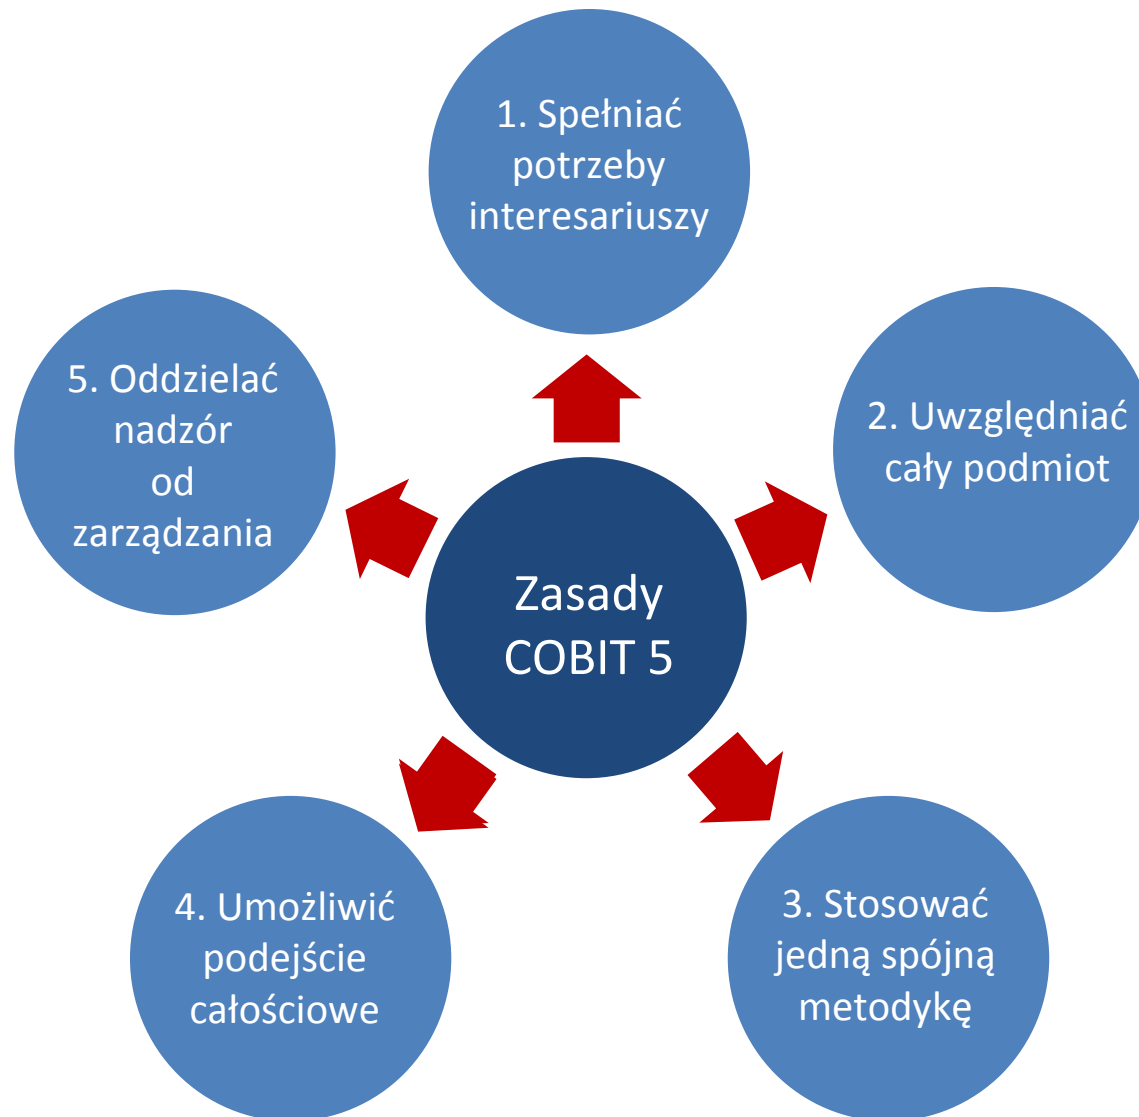 1. Spełniać
potrzeby
interesariuszy
5. Oddzielać
nadzór
od
zarządzania
2. Uwzględniać
cały podmiot
Zasady
COBIT 5
4. Umożliwić
podejście
całościowe
3. Stosować
jedną spójną
metodykę